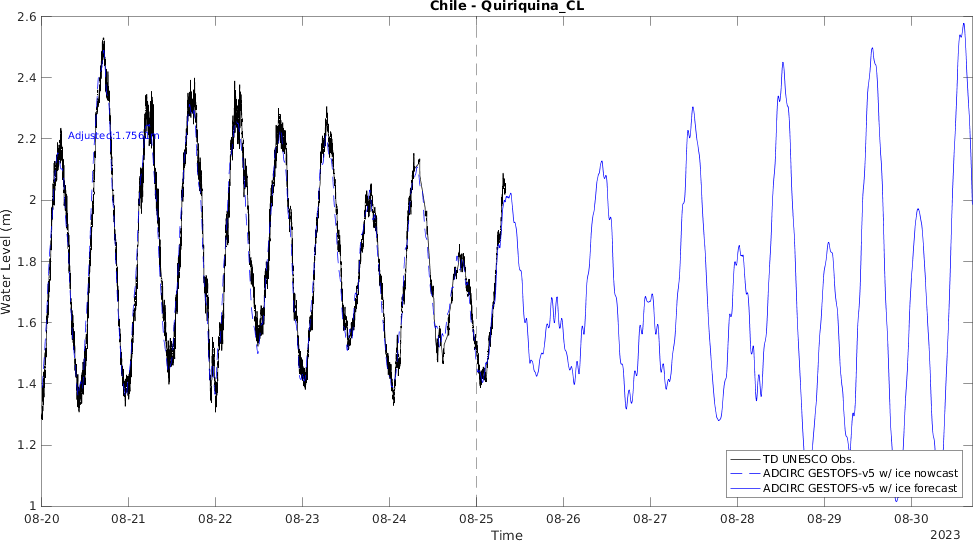 Chile - Quiriquina_CL
Water Level (m)
2.6
2.4
2.2
2
1.8
1.6
1.4
1.2
1
TD UNESCO Obs.
ADCIRC GESTOFS-v5 w/ ice nowcast
ADCIRC GESTOFS-v5 w/ ice forecast
08-20 08-21 08-22 08-23 08-24 08-25 08-26 08-27 08-28 08-29 08-30
Time
2023